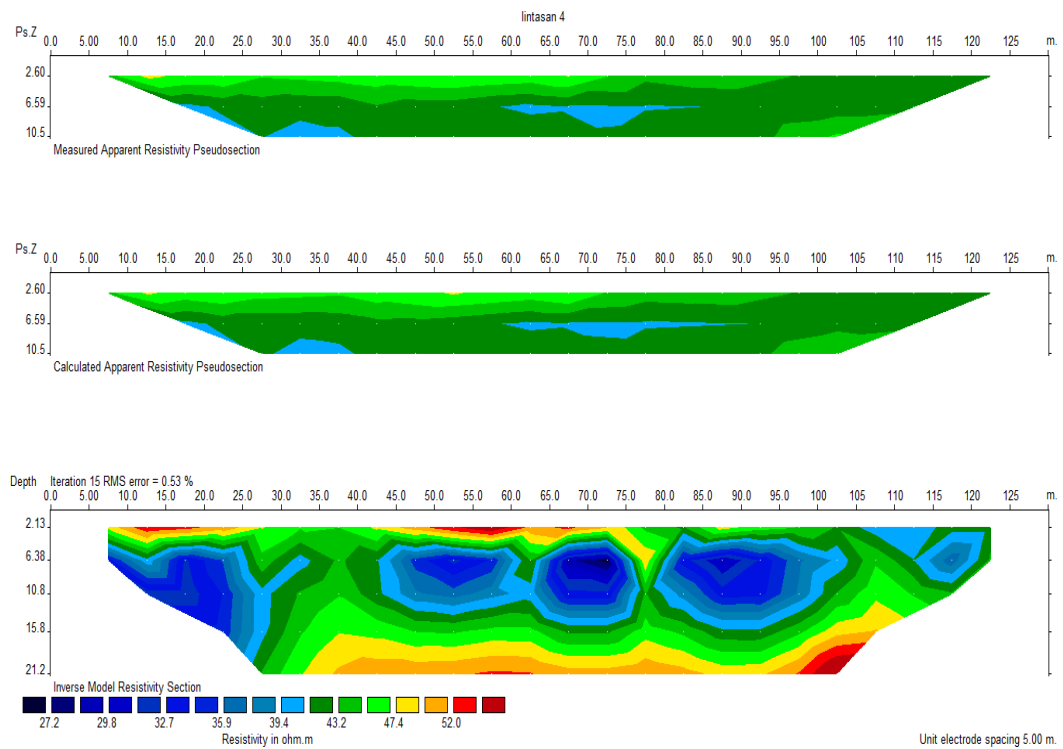 lintasan 4
Ps.Z
0.0 10.0 15.0 20.0 25.0 30.0 35.0 40.0 45.0 50.0 55.0 60.0 65.0 70.0 75.0 80.0 85.0 90.0 95.0 100 105 110 115 120 125 m.
2.60
6.59
10.5
Measured Apparent Resistivity Pseudosection
Ps.Z
0.0 10.0 15.0 20.0 25.0 30.0 35.0 40.0 45.0 50.0 55.0 60.0 65.0 70.0 75.0 80.0 85.0 90.0 95.0 100 105 110 115 120 125 m.
2.60
6.59
10.5
Calculated Apparent Resistivity Pseudosection
Depth Iteration 15 RMS error = 0.53 %
0.0 10.0 15.0 20.0 25.0 30.0 35.0 40.0 45.0 50.0 55.0 60.0 65.0 70.0 75.0 80.0 85.0 90.0 95.0 100 105 110 115 120 125 m.
2.13
6.38
10.8
15.8
21.2
Inverse Model Resistivity Section
27.2 29.8 32.7 35.9 39.4 43.2 47.4 52.0
Resistivity in ohm.m Unit electrode spacing 5.00 m.